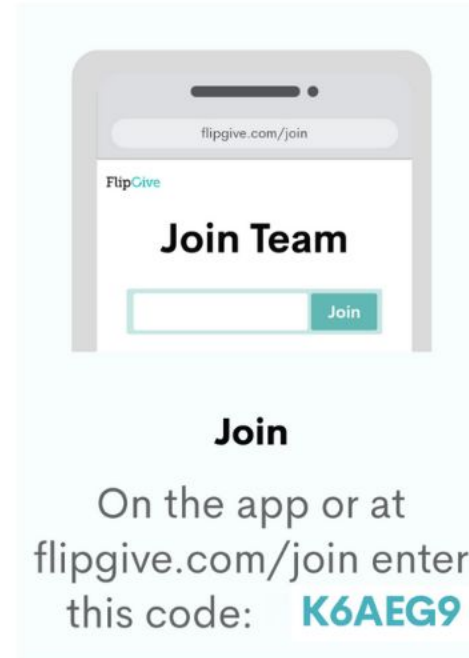 flipgive.com/join
FlipGive
Join Team
Join
Join
On the app or at
flipgive.com/join enter
this code: K6AEG9